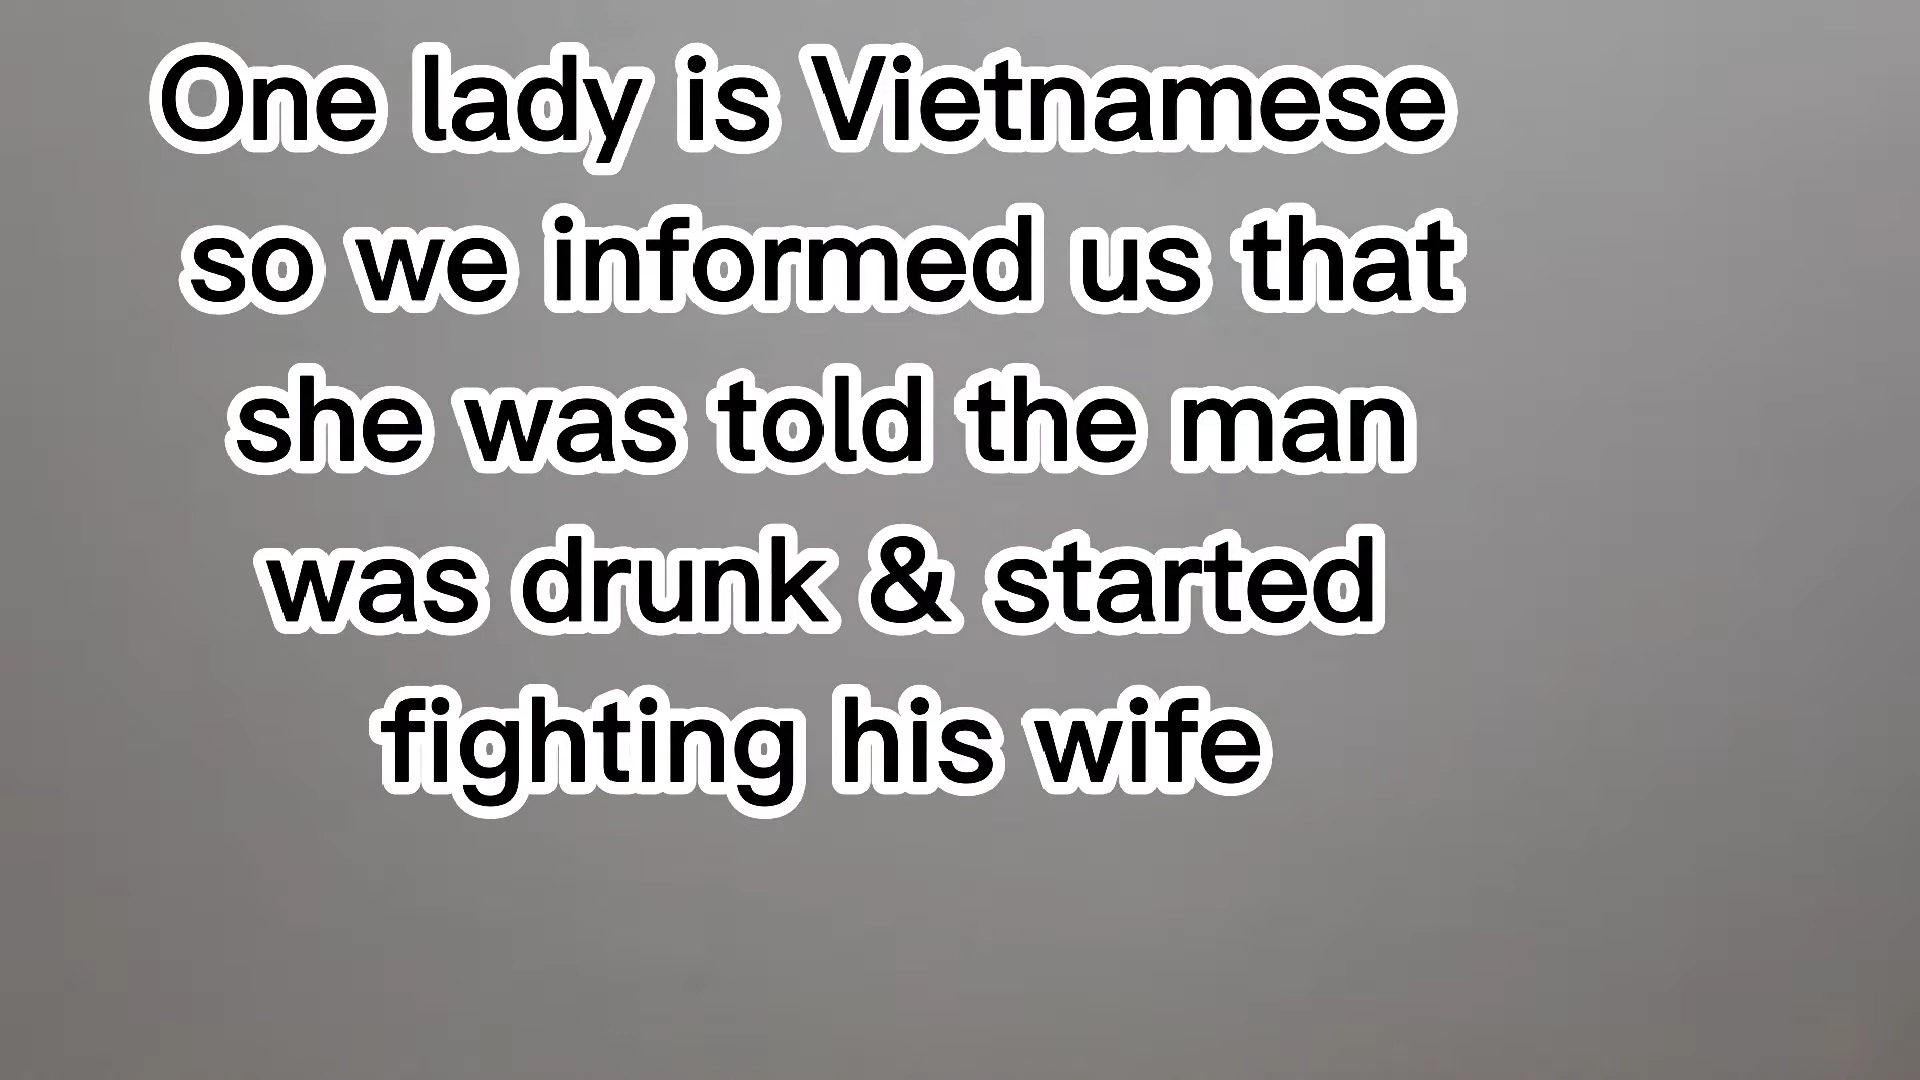 One lady is Vietnamese
so we informed us that
she was told the man
was drunk & started
fighting his wife